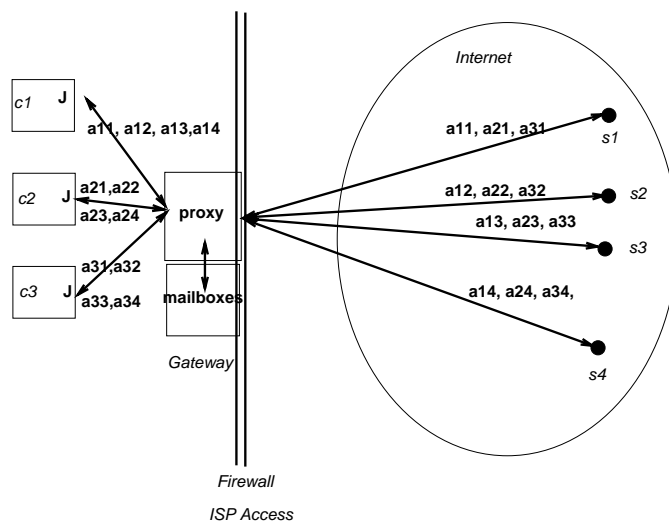 Internet
c1 J
a11, a12, a13,a14
a11, a21, a31
s1
c2 J
a21,a22
a23,a24
proxy
a12, a22, a32
s2
a13, a23, a33
s3
c3 J
a31,a32
a33,a34
mailboxes
a14, a24, a34,
s4
Gateway
Firewall
ISP Access